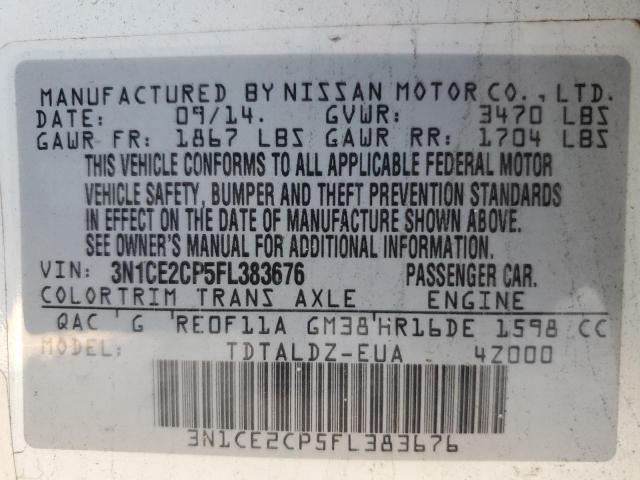 MANUFACTURED BY NISSAN MOTOR CO., LTD.
DATE: 09/14. GVWR: 3470 LBS
GAWR FR: 1867 LBS GAWR RR: 1704 LBS
THIS VEHICLE CONFORMS TO ALL APPLICABLE FEDERAL MOTOR
VEHICLE SAFETY, BUMPER AND THEFT PREVENTION STANDARDS
IN EFFECT ON THE DATE OF MANUFACTURE SHOWN ABOVE.
SEE OWNER'S MANUAL FOR ADDITIONAL INFORMATION.
VIN: 3N1CE2CP5FL383676 PASSENGER CAR.
COLOR TRIM TRANS AXLE ENGINE
QAC G RE0F11A GM38 HR16DE 1598 CC
MODEL: TDTALDZ-EUA 4Z000
3N1CE2CP5FL383676